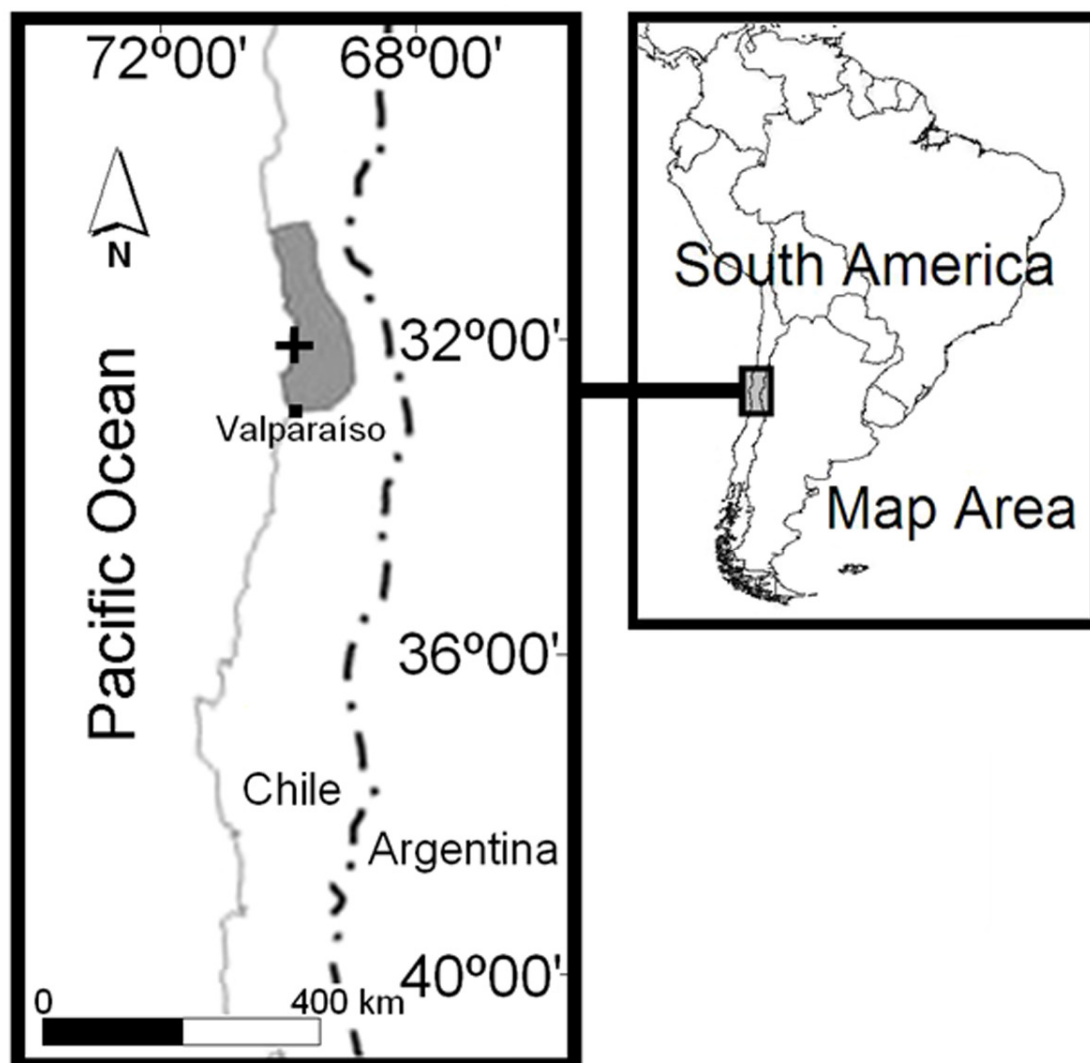 72º00'
68º00'
N
32º00'
Valparaíso
Pacific Ocean
36º00'
Chile
Argentina
40º00'
0
400 km
South America
Map Area